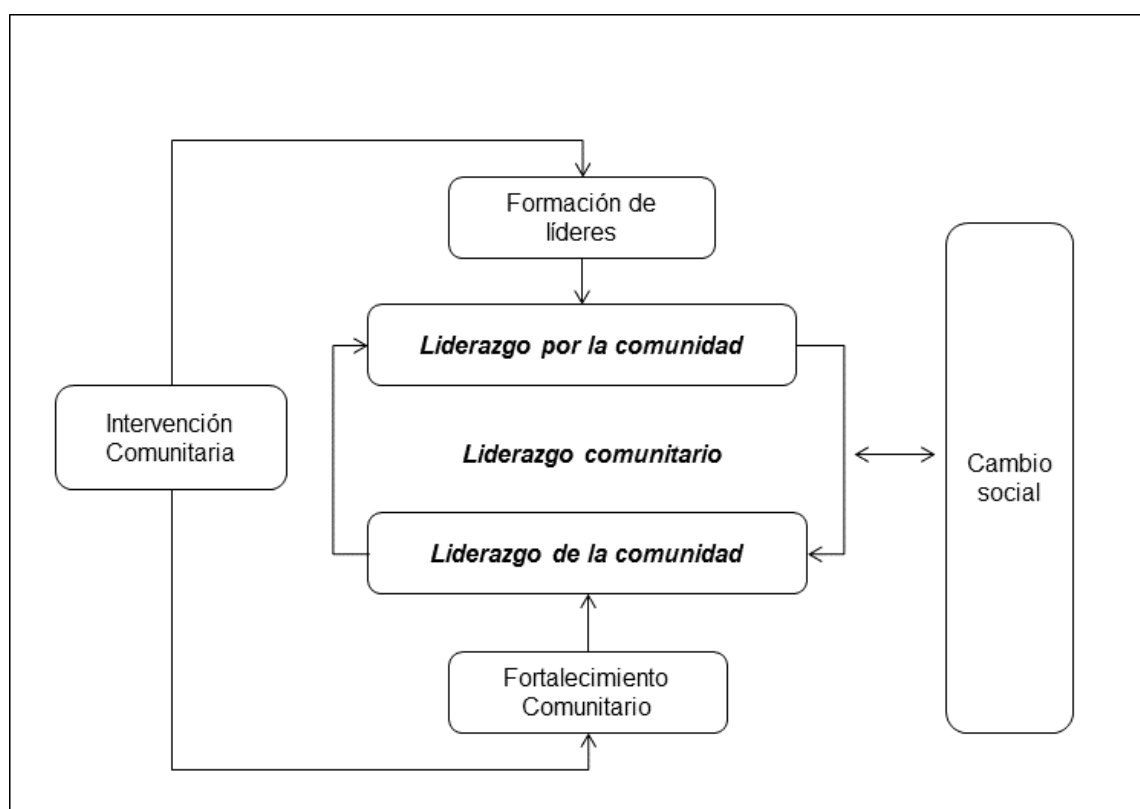 Formación de
líderes
Liderazgo por la comunidad
Intervención
Comunitaria
Liderazgo comunitario
Cambio
social
Liderazgo de la comunidad
Fortalecimiento
Comunitario